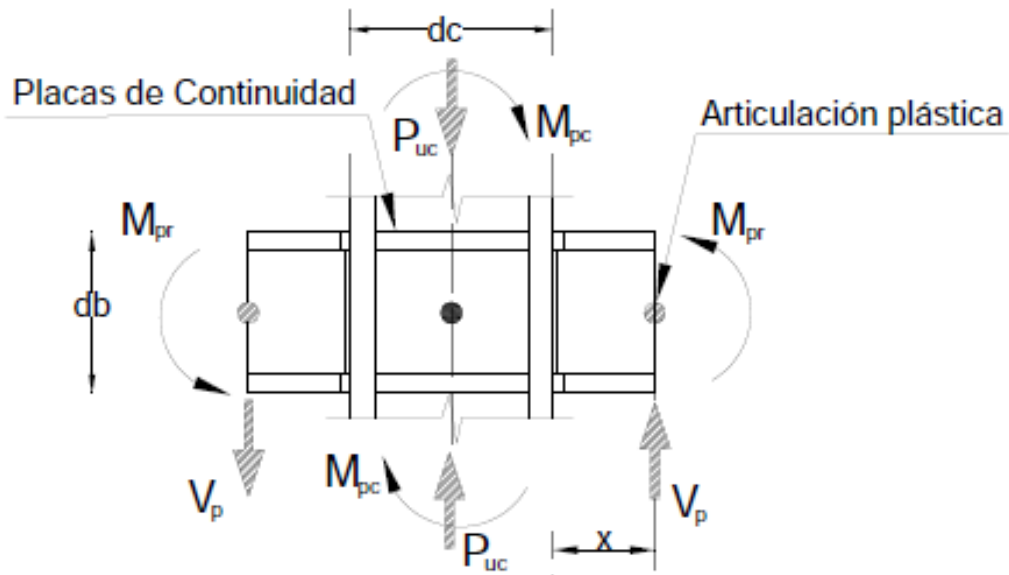 dc
Placas de Continuidad
Articulación plástica
Puc
Mpc
Mpr
Mpr
db
Mpc
Vp
Vp
x
Puc